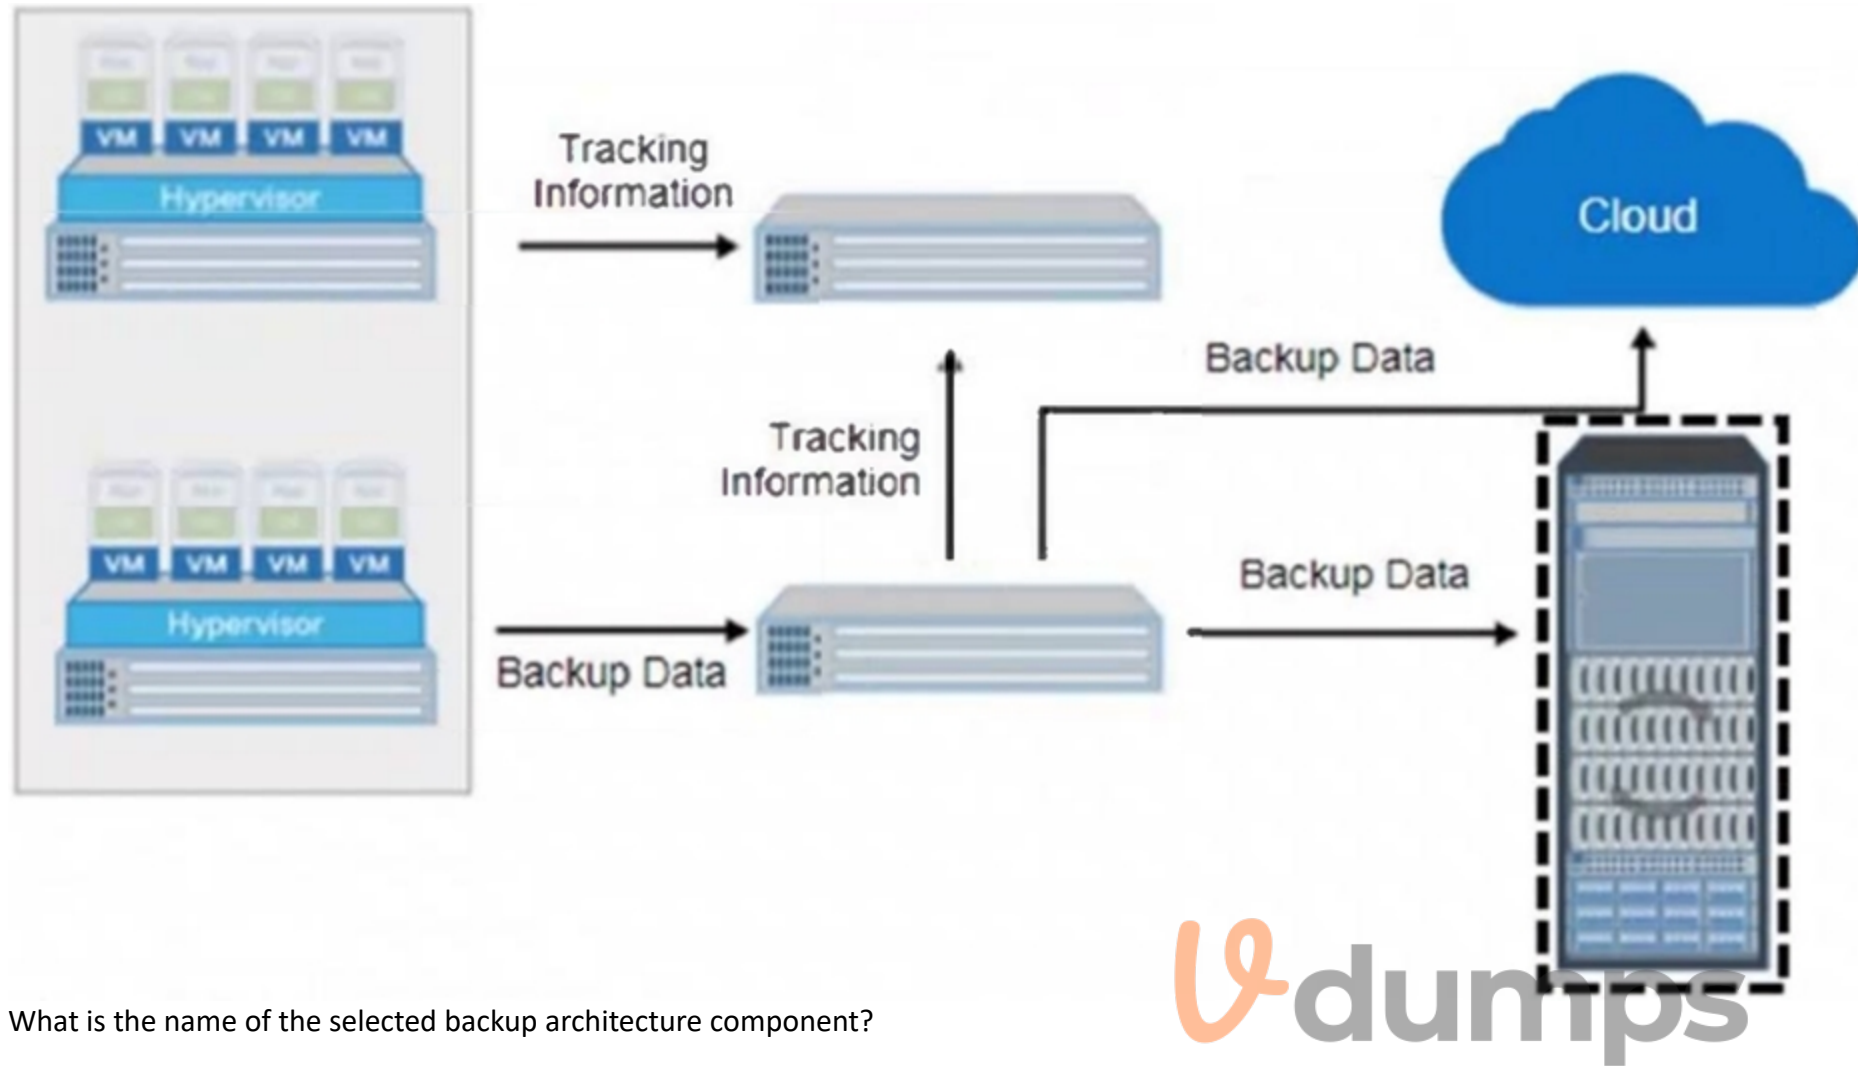 VM VM VM VM
Hypervisor
Tracking
Information
Cloud
Backup Data
Tracking
Information
VM VM VM VM
Hypervisor
Backup Data
Backup Data
What is the name of the selected backup architecture component?
Vdumps